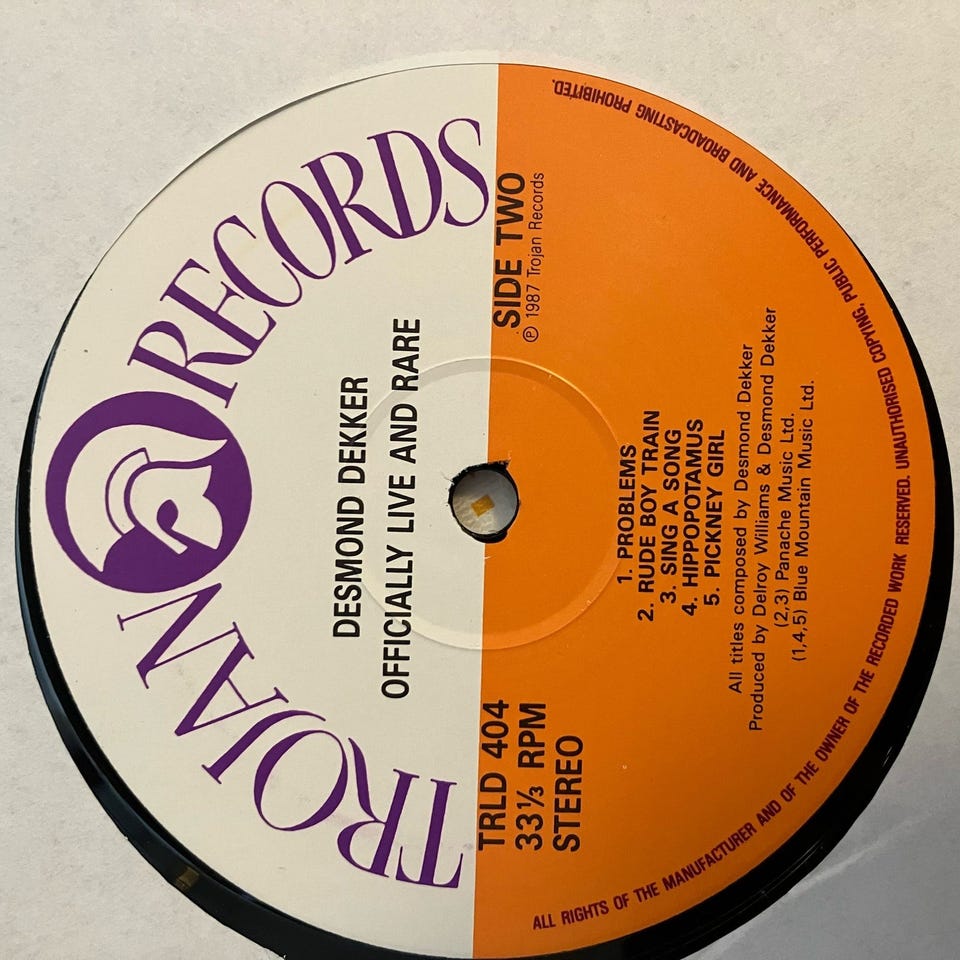 TROJAN RECORDS
DESMOND DEKKER
OFFICIALLY LIVE AND RARE
TRLD 404
33⅓ RPM
STEREO
SIDE TWO
℗ 1987 Trojan Records
1. PROBLEMS
2. RUDE BOY TRAIN
3. SING A SONG
4. HIPPOPOTAMUS
5. PICKNEY GIRL
All titles composed by Desmond Dekker
Produced by Delroy Williams & Desmond Dekker
(2,3) Panache Music Ltd.
(1,4,5) Blue Mountain Music Ltd.
ALL RIGHTS OF THE MANUFACTURER AND OF THE OWNER OF THE RECORDED WORK RESERVED. UNAUTHORISED COPYING, PUBLIC PERFORMANCE AND BROADCASTING PROHIBITED.